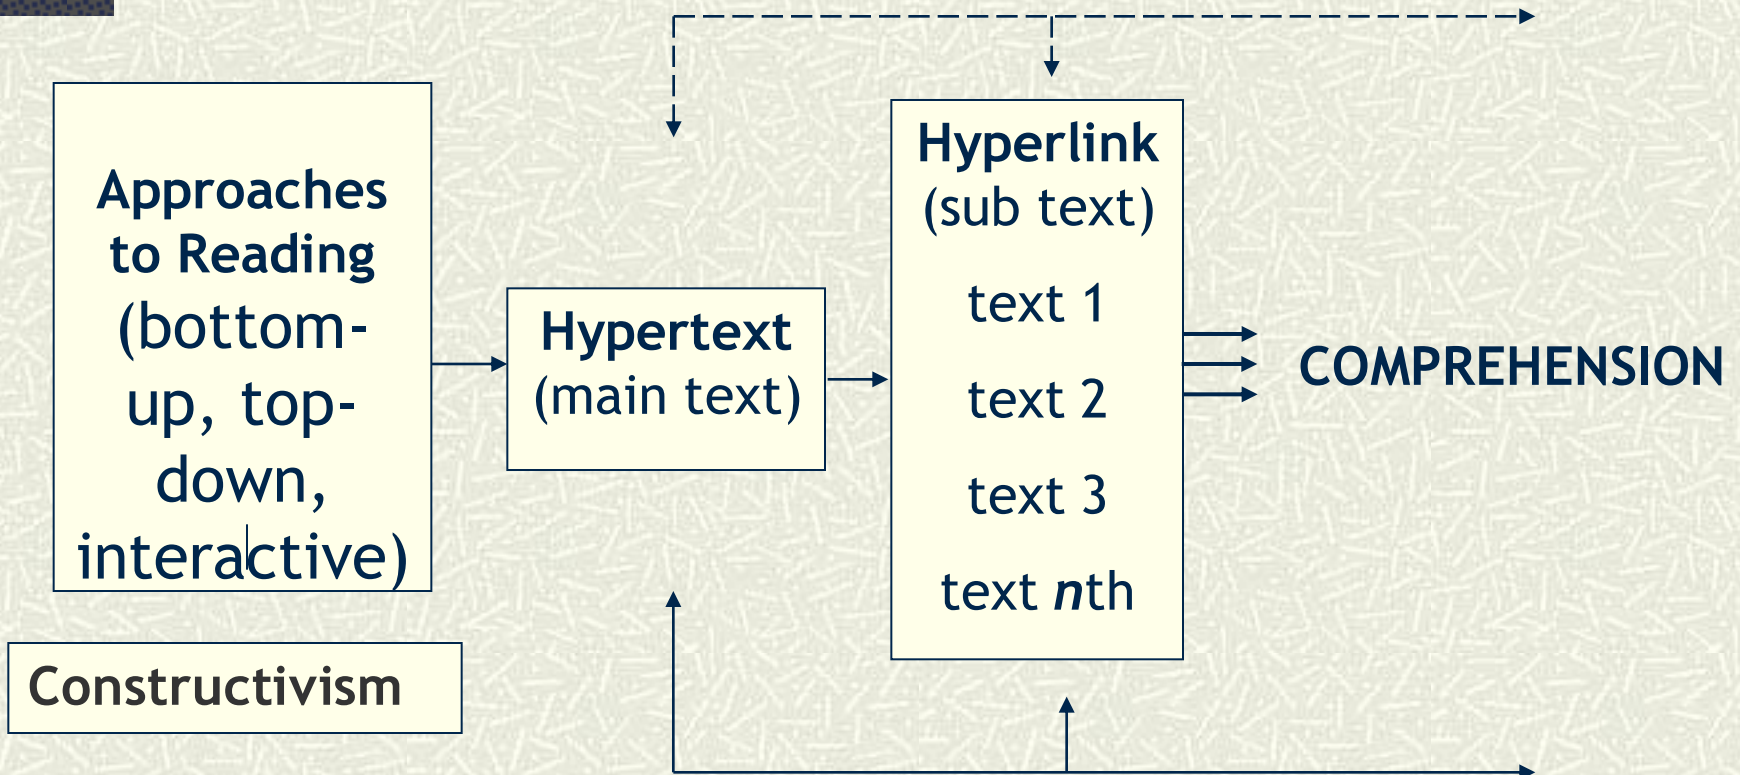 Approaches
to Reading
(bottom-
up, top-
down,
interactive)
Constructivism
Hypertext
(main text)
Hyperlink
(sub text)
text 1
text 2
text 3
text nth
COMPREHENSION